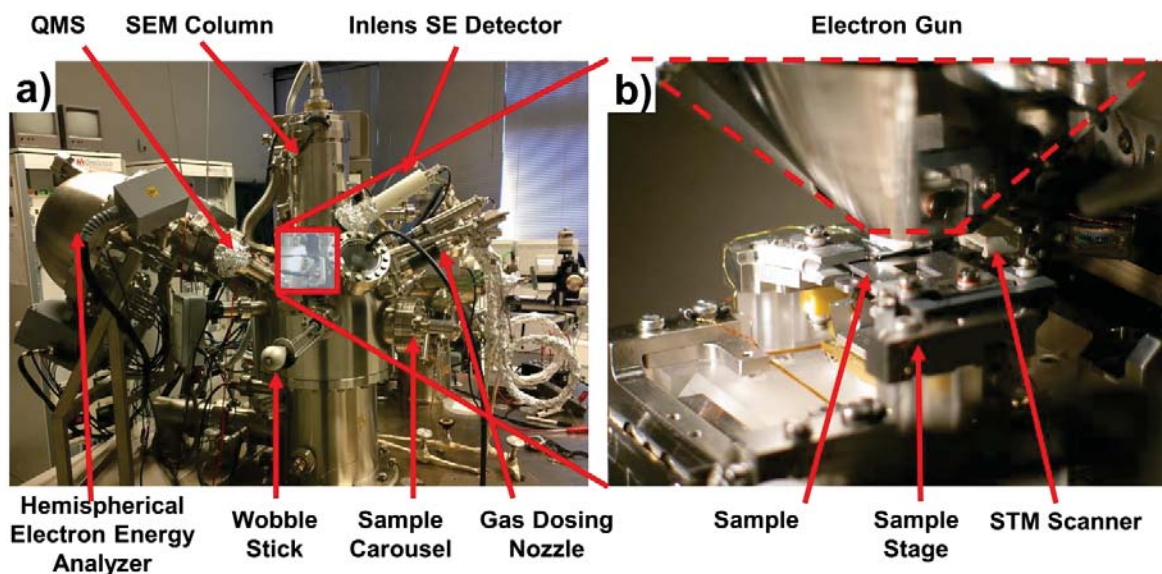 QMS
SEM Column
Inlens SE Detector
Electron Gun
a)
b)
Hemispherical
Electron Energy
Analyzer
Wobble
Stick
Sample
Carousel
Gas Dosing
Nozzle
Sample
Sample
Stage
STM Scanner